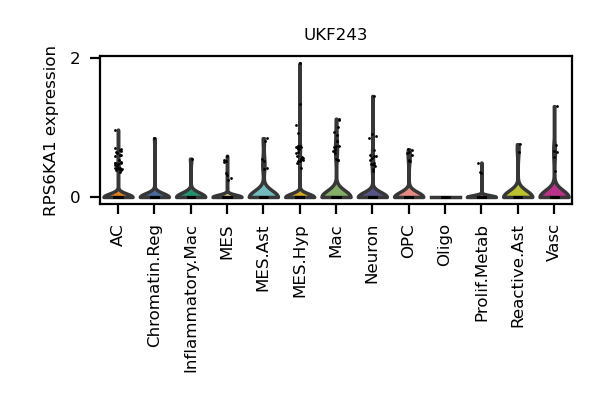 UKF243
RPS6KA1 expression
2
0
AC
Chromatin.Reg
Inflammatory.Mac
MES
MES.Ast
MES.Hyp
Mac
Neuron
OPC
Oligo
Prolif.Metab
Reactive.Ast
Vasc